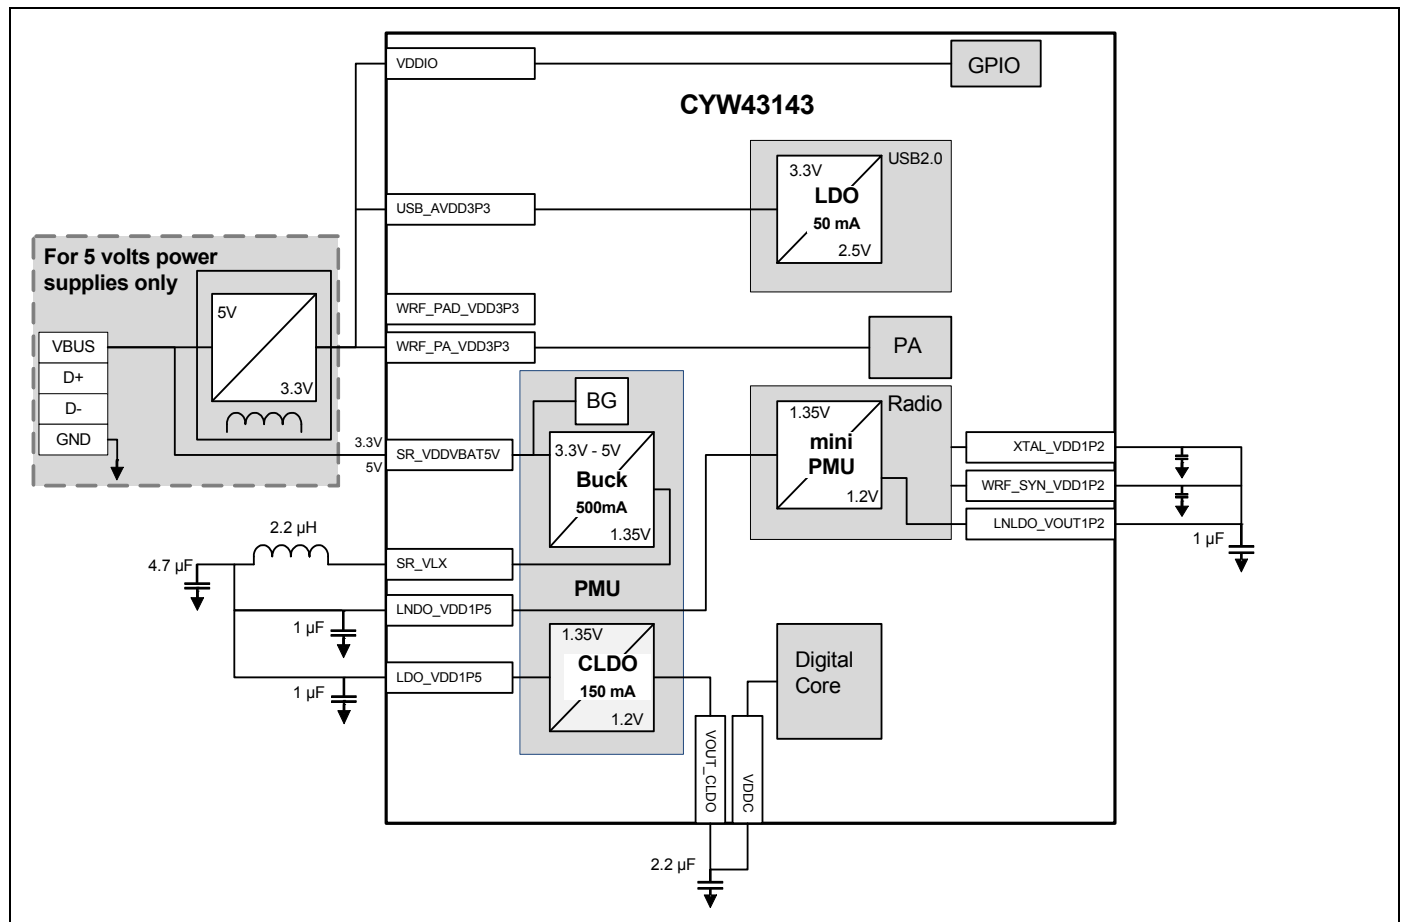 VDDIO
GPIO
CYW43143
USB2.0
3.3V
LDO
50 mA
2.5V
USB_AVDD3P3
For 5 volts power
supplies only
5V
3.3V
VBUS
D+
D-
GND
WRF_PAD_VDD3P3
WRF_PA_VDD3P3
PA
BG
3.3V
5V
SR_VDDVBAT5V
3.3V - 5V
Buck
500mA
1.35V
Radio
1.35V
mini
PMU
1.2V
XTAL_VDD1P2
WRF_SYN_VDD1P2
LNLDO_VOUT1P2
1 µF
2.2 µH
4.7 µF
SR_VLX
PMU
LNDO_VDD1P5
1 µF
LDO_VDD1P5
1 µF
1.35V
CLDO
150 mA
1.2V
Digital
Core
VOUT_CLDO
VDDC
2.2 µF